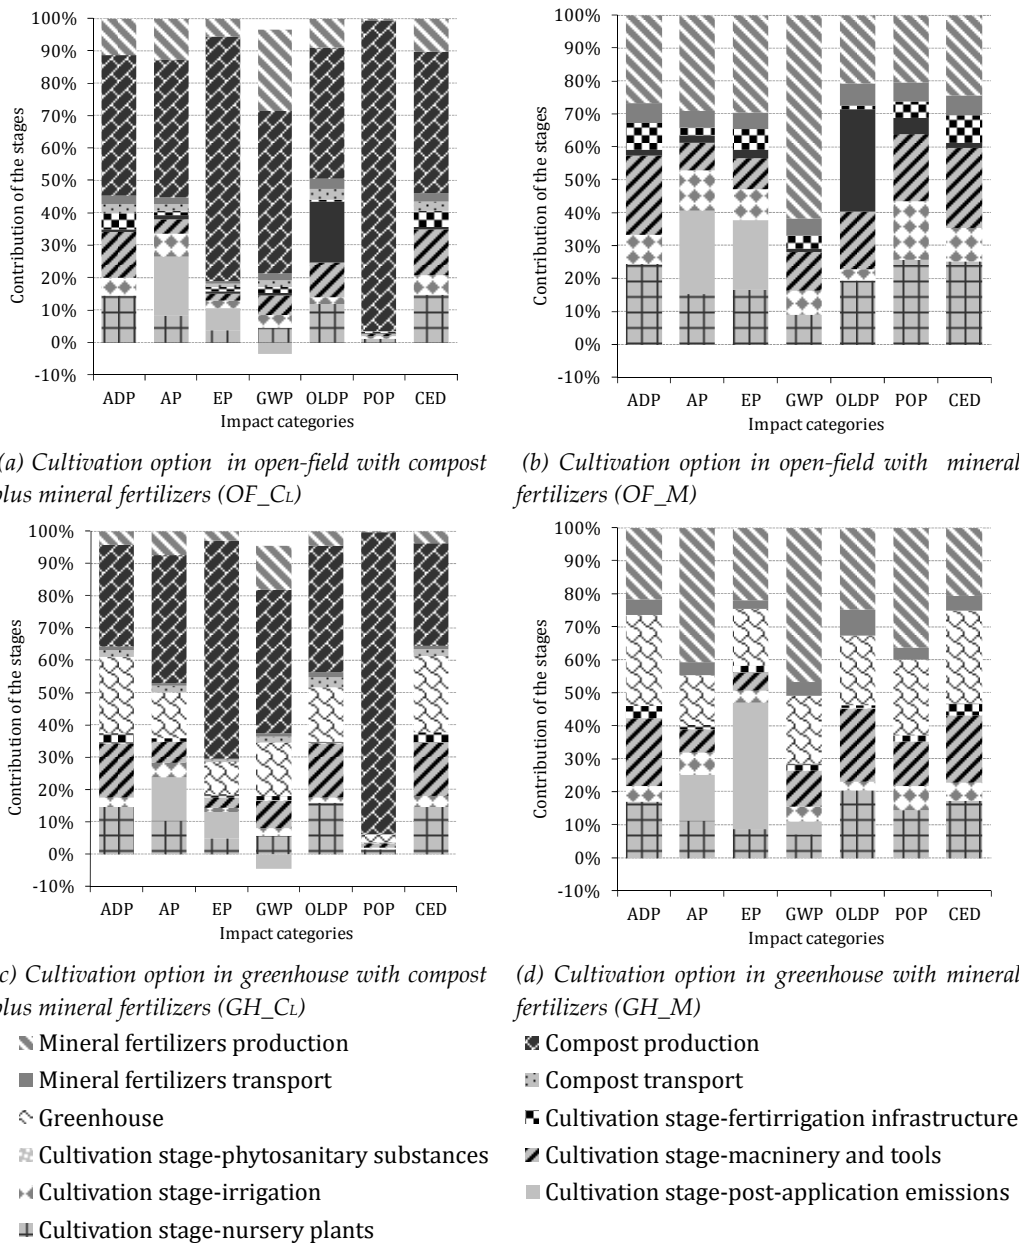 100%
90%
80%
70%
60%
50%
40%
30%
20%
10%
0%
-10%
Contribution of the stages
ADP AP EP GWP OLDP POP CED
Impact categories
100%
90%
80%
70%
60%
50%
40%
30%
20%
10%
0%
-10%
Contribution of the stages
ADP AP EP GWP OLDP POP CED
Impact categories
(a) Cultivation option in open-field with compost
plus mineral fertilizers (OF_CL)
(b) Cultivation option in open-field with mineral
fertilizers (OF_M)
100%
90%
80%
70%
60%
50%
40%
30%
20%
10%
0%
-10%
Contribution of the stages
ADP AP EP GWP OLDP POP CED
Impact categories
100%
90%
80%
70%
60%
50%
40%
30%
20%
10%
0%
-10%
Contribution of the stages
ADP AP EP GWP OLDP POP CED
Impact categories
c) Cultivation option in greenhouse with compost
plus mineral fertilizers (GH_CL)
(d) Cultivation option in greenhouse with mineral
fertilizers (GH_M)
Mineral fertilizers production
Compost production
Mineral fertilizers transport
Compost transport
Greenhouse
Cultivation stage-fertirrigation infrastructure
Cultivation stage-phytosanitary substances
Cultivation stage-macninery and tools
Cultivation stage-irrigation
Cultivation stage-post-application emissions
Cultivation stage-nursery plants